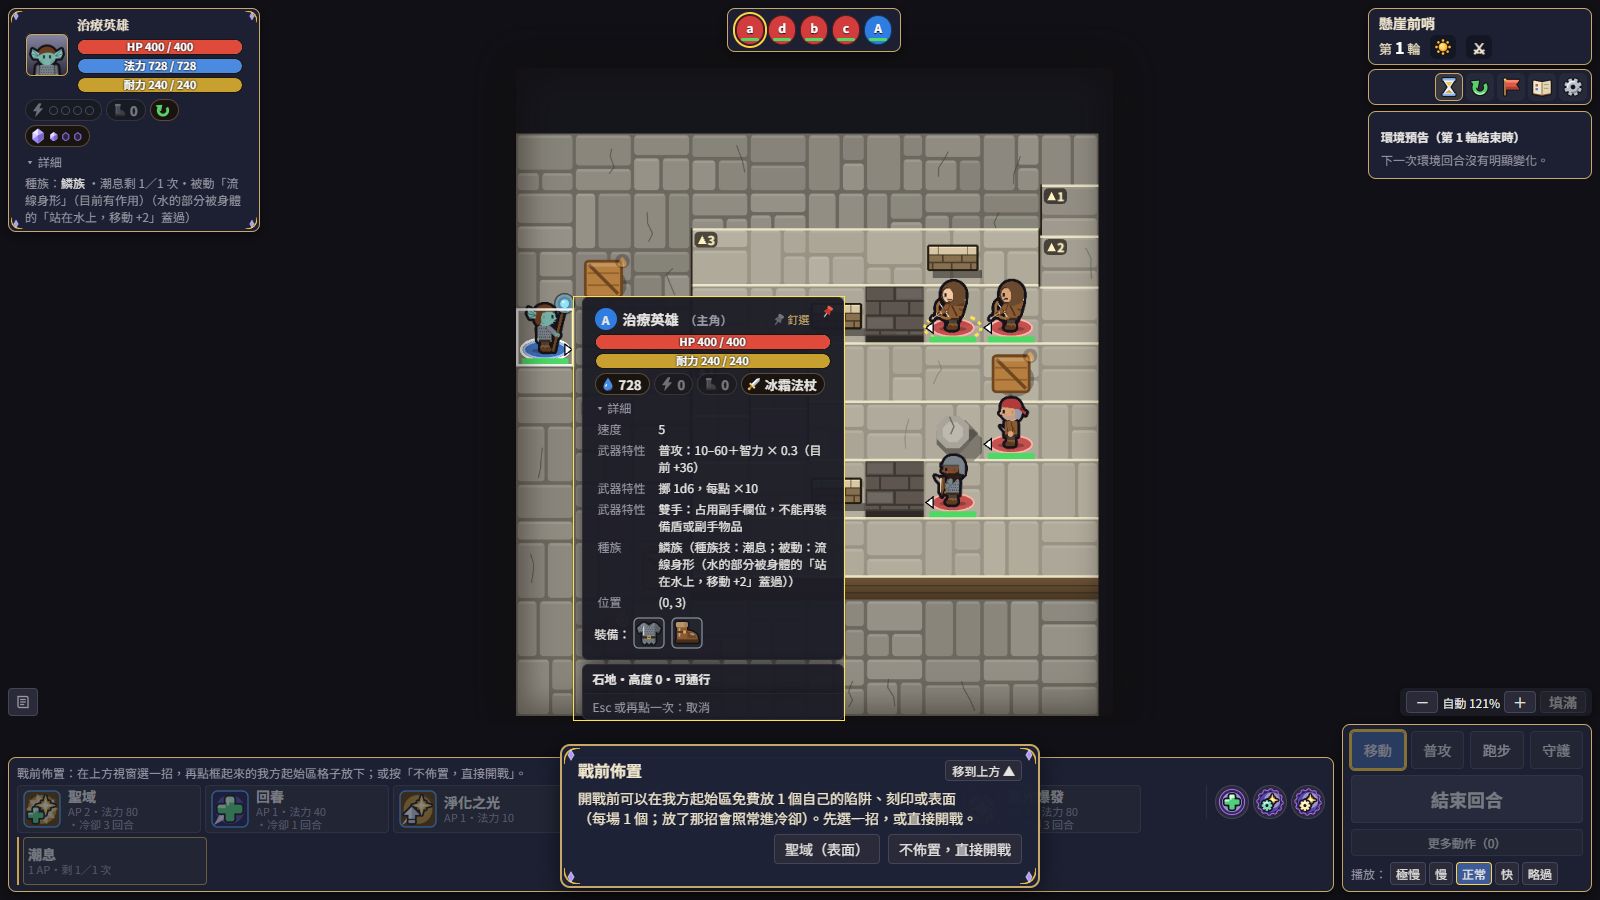 治療英雄
HP 400 / 400
法力 728 / 728
耐力 240 / 240
0
詳細
種族：鱗族・潮息剩 1／1 次・被動「流
線身形」（目前有作用）（水的部分被身體
的「站在水上，移動 +2」蓋過）
a
d
b
c
A
懸崖前哨
第 1 輪
環境預告（第 1 輪結束時）
下一次環境回合沒有明顯變化。
▲1
▲2
▲3
A 治療英雄 （主角） 釘選
HP 400 / 400
耐力 240 / 240
728 0 0 冰霜法杖
詳細
速度 5
武器特性 普攻：10–60＋智力 × 0.3（目
前 +36）
武器特性 擲 1d6，每點 ×10
武器特性 雙手：占用副手欄位，不能再裝
備盾或副手物品
種族 鱗族（種族技：潮息；被動：流
線身形（水的部分被身體的「站
在水上，移動 +2」蓋過））
位置 (0, 3)
裝備：
石地・高度 0・可通行
Esc 或再點一次：取消
自動 121%
填滿
戰前佈置：在上方視窗選一招，再點框起來的我方起始區格子放下；或按「不佈置，直接開戰」。
聖域
AP 2・法力 80
・冷卻 3 回合
回春
AP 1・法力 40
・冷卻 1 回合
淨化之光
AP 1・法力 10
爆發
80
3 回合
潮息
1 AP・剩 1／1 次
戰前佈置
移到上方 ▲
開戰前可以在我方起始區免費放 1 個自己的陷阱、刻印或表面
（每場 1 個；放了那招會照常進冷卻）。先選一招，或直接開戰。
聖域（表面）
不佈置，直接開戰
移動
普攻
跑步
守護
結束回合
更多動作（0）
播放：
極慢
慢
正常
快
略過